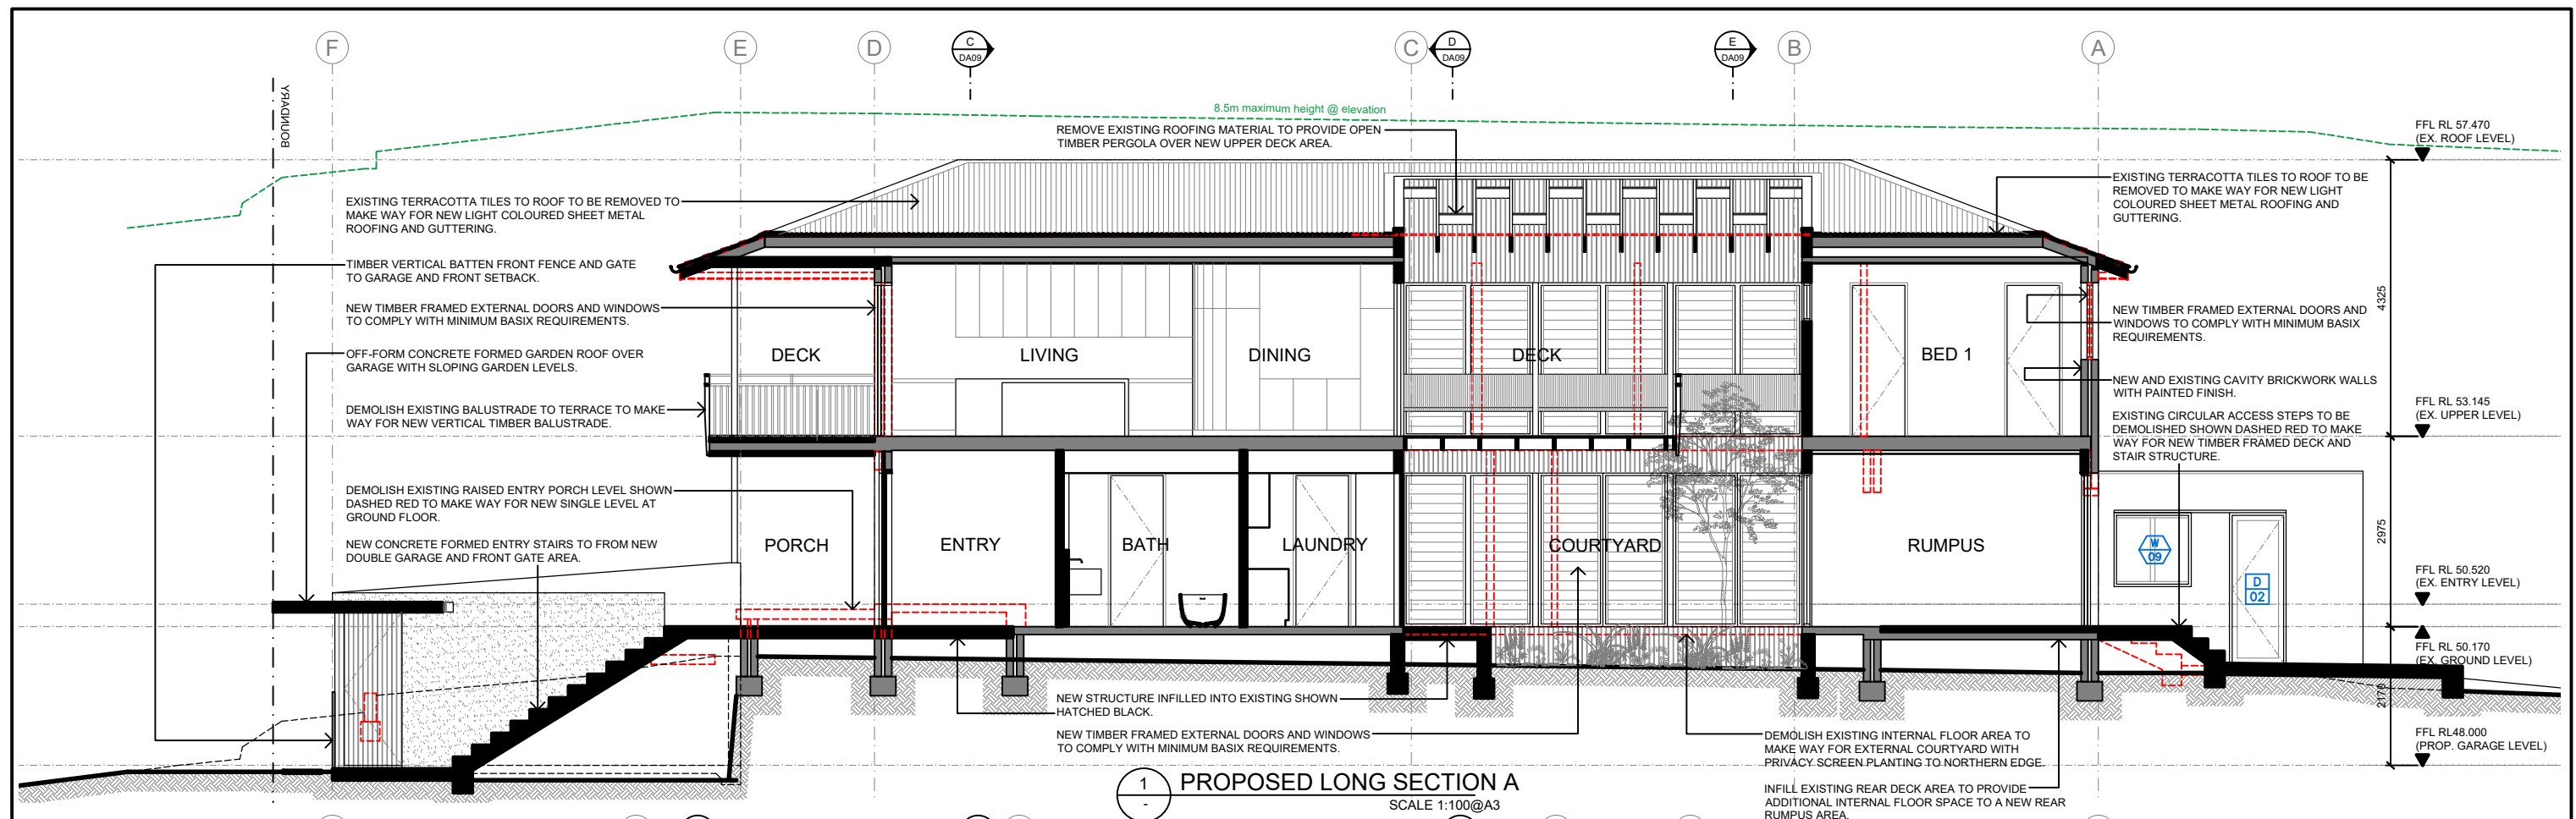 F
E
D
C
DA09
C
D
DA09
E
DA09
B
A
BOUNDARY
8.5m maximum height @ elevation
REMOVE EXISTING ROOFING MATERIAL TO PROVIDE OPEN
TIMBER PERGOLA OVER NEW UPPER DECK AREA.
FFL RL 57.470
(EX. ROOF LEVEL)
EXISTING TERRACOTTA TILES TO ROOF TO BE REMOVED TO
MAKE WAY FOR NEW LIGHT COLOURED SHEET METAL
ROOFING AND GUTTERING.
EXISTING TERRACOTTA TILES TO ROOF TO BE
REMOVED TO MAKE WAY FOR NEW LIGHT
COLOURED SHEET METAL ROOFING AND
GUTTERING.
TIMBER VERTICAL BATTEN FRONT FENCE AND GATE
TO GARAGE AND FRONT SETBACK.
NEW TIMBER FRAMED EXTERNAL DOORS AND WINDOWS
TO COMPLY WITH MINIMUM BASIX REQUIREMENTS.
OFF-FORM CONCRETE FORMED GARDEN ROOF OVER
GARAGE WITH SLOPING GARDEN LEVELS.
DEMOLISH EXISTING BALUSTRADE TO TERRACE TO MAKE
WAY FOR NEW VERTICAL TIMBER BALUSTRADE.
DECK
LIVING
DINING
DECK
BED 1
4325
NEW TIMBER FRAMED EXTERNAL DOORS AND
WINDOWS TO COMPLY WITH MINIMUM BASIX
REQUIREMENTS.
NEW AND EXISTING CAVITY BRICKWORK WALLS
WITH PAINTED FINISH.
EXISTING CIRCULAR ACCESS STEPS TO BE
DEMOLISHED SHOWN DASHED RED TO MAKE
WAY FOR NEW TIMBER FRAMED DECK AND
STAIR STRUCTURE.
FFL RL 53.145
(EX. UPPER LEVEL)
DEMOLISH EXISTING RAISED ENTRY PORCH LEVEL SHOWN
DASHED RED TO MAKE WAY FOR NEW SINGLE LEVEL AT
GROUND FLOOR.
NEW CONCRETE FORMED ENTRY STAIRS TO FROM NEW
DOUBLE GARAGE AND FRONT GATE AREA.
PORCH
ENTRY
BATH
LAUNDRY
COURTYARD
RUMPUS
W
09
D
02
2975
FFL RL 50.520
(EX. ENTRY LEVEL)
FFL RL 50.170
(EX. GROUND LEVEL)
2170
FFL RL48.000
(PROP. GARAGE LEVEL)
NEW STRUCTURE INFILLED INTO EXISTING SHOWN
HATCHED BLACK.
NEW TIMBER FRAMED EXTERNAL DOORS AND WINDOWS
TO COMPLY WITH MINIMUM BASIX REQUIREMENTS.
DEMOLISH EXISTING INTERNAL FLOOR AREA TO
MAKE WAY FOR EXTERNAL COURTYARD WITH
PRIVACY SCREEN PLANTING TO NORTHERN EDGE.
INFILL EXISTING REAR DECK AREA TO PROVIDE
ADDITIONAL INTERNAL FLOOR SPACE TO A NEW REAR
RUMPUS AREA.
1
-
PROPOSED LONG SECTION A
SCALE 1:100@A3